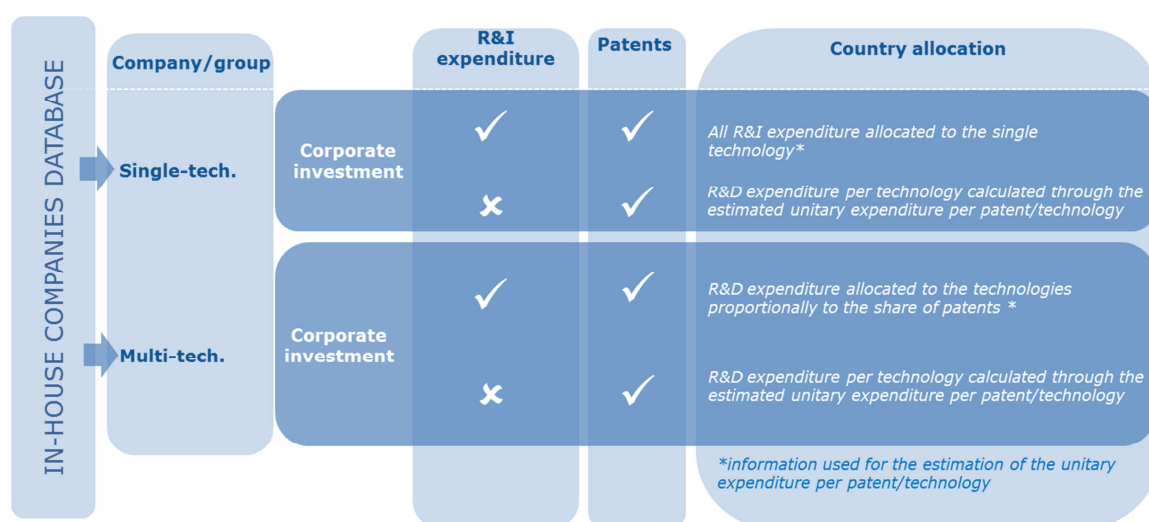 IN-HOUSE COMPANIES DATABASE
Company/group
R&I
expenditure
Patents
Country allocation
Single-tech.
Corporate
investment
✓
✓
All R&I expenditure allocated to the single
technology*
✘
✓
R&D expenditure per technology calculated through the
estimated unitary expenditure per patent/technology
Multi-tech.
Corporate
investment
✓
✓
R&D expenditure allocated to the technologies
proportionally to the share of patents *
✘
✓
R&D expenditure per technology calculated through the
estimated unitary expenditure per patent/technology
*information used for the estimation of the unitary
expenditure per patent/technology